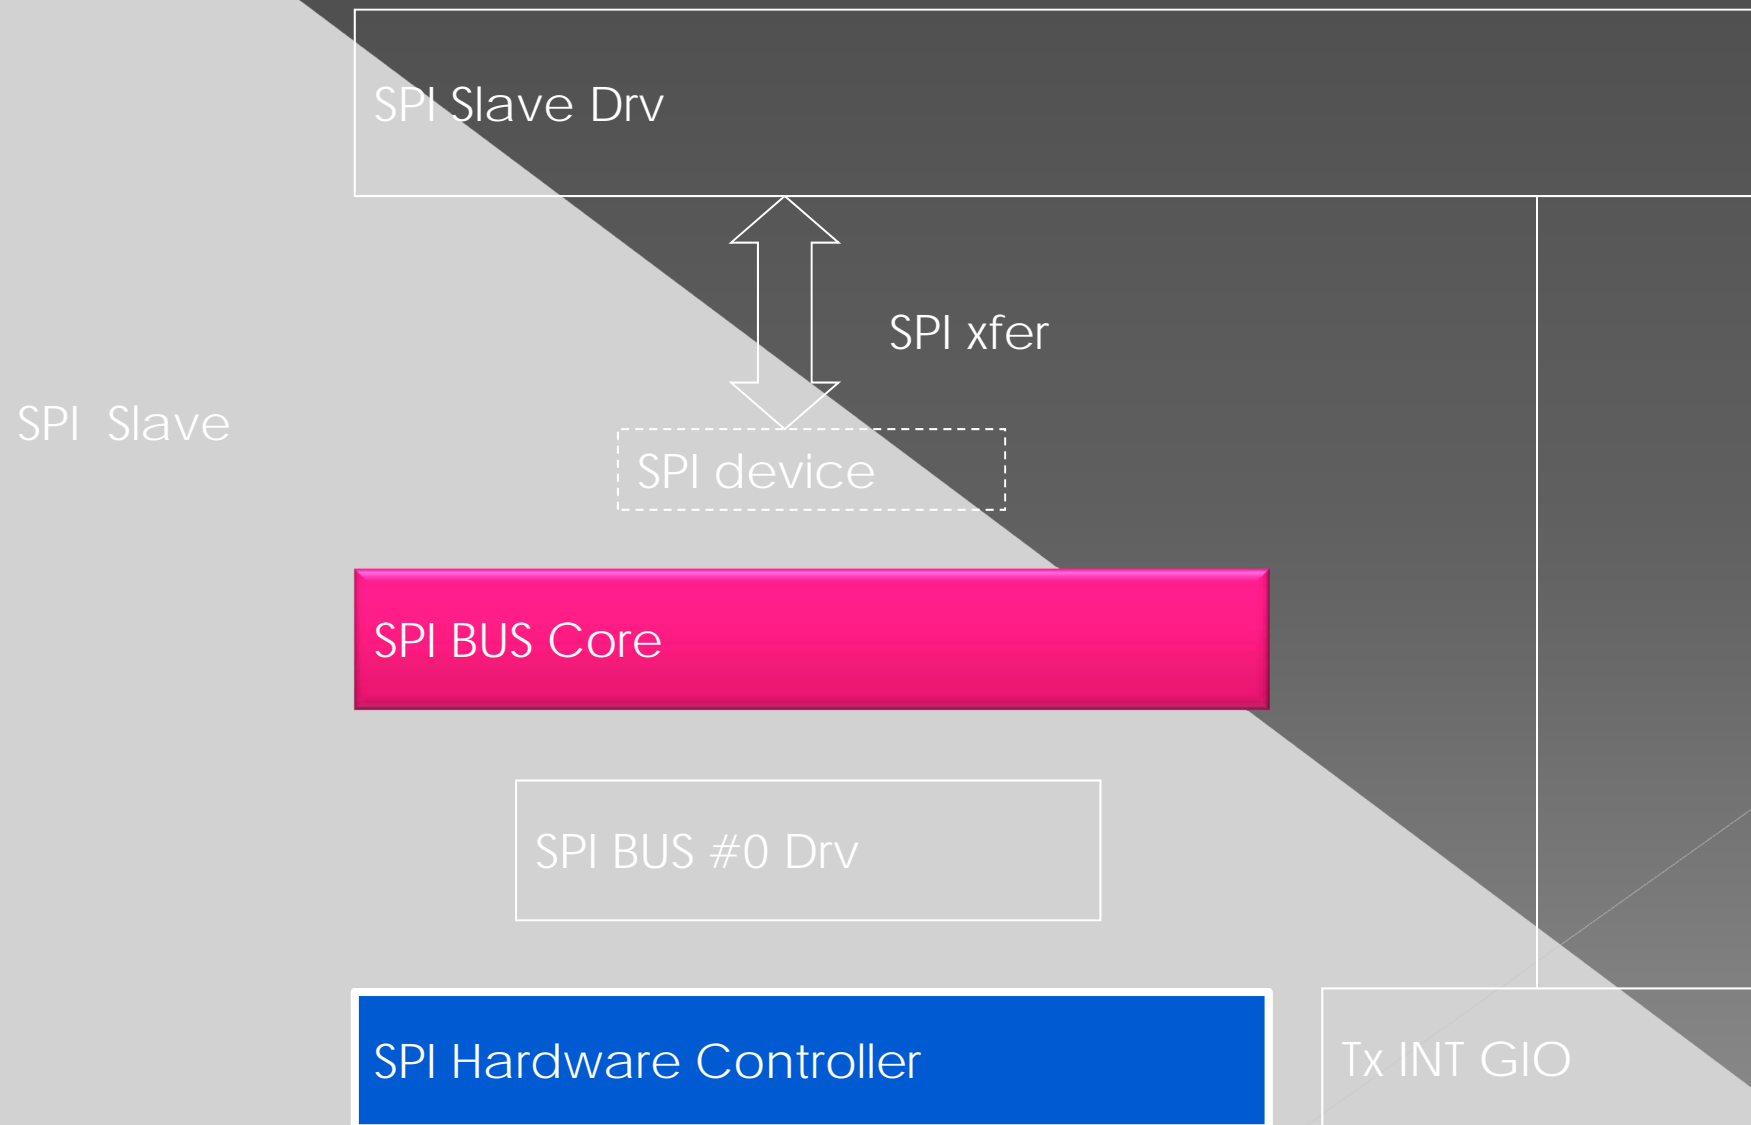 SPI Slave Drv
SPI xfer
SPI  Slave
SPI device
SPI BUS Core
SPI BUS #0 Drv
SPI Hardware Controller
Tx INT GIO